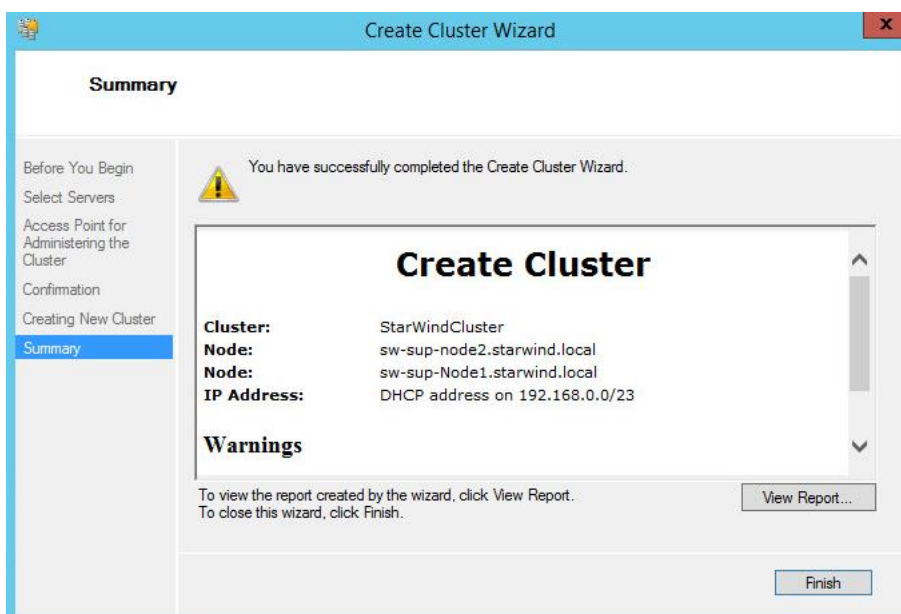 Create Cluster Wizard
x
Summary
Before You Begin
Select Servers
Access Point for
Administering the
Cluster
Confirmation
Creating New Cluster
Summary
You have successfully completed the Create Cluster Wizard.
Create Cluster
Cluster: StarWindCluster
Node: sw-sup-node2.starwind.local
Node: sw-sup-Node1.starwind.local
IP Address: DHCP address on 192.168.0.0/23
Warnings
To view the report created by the wizard, click View Report.
To close this wizard, click Finish.
View Report...
Finish